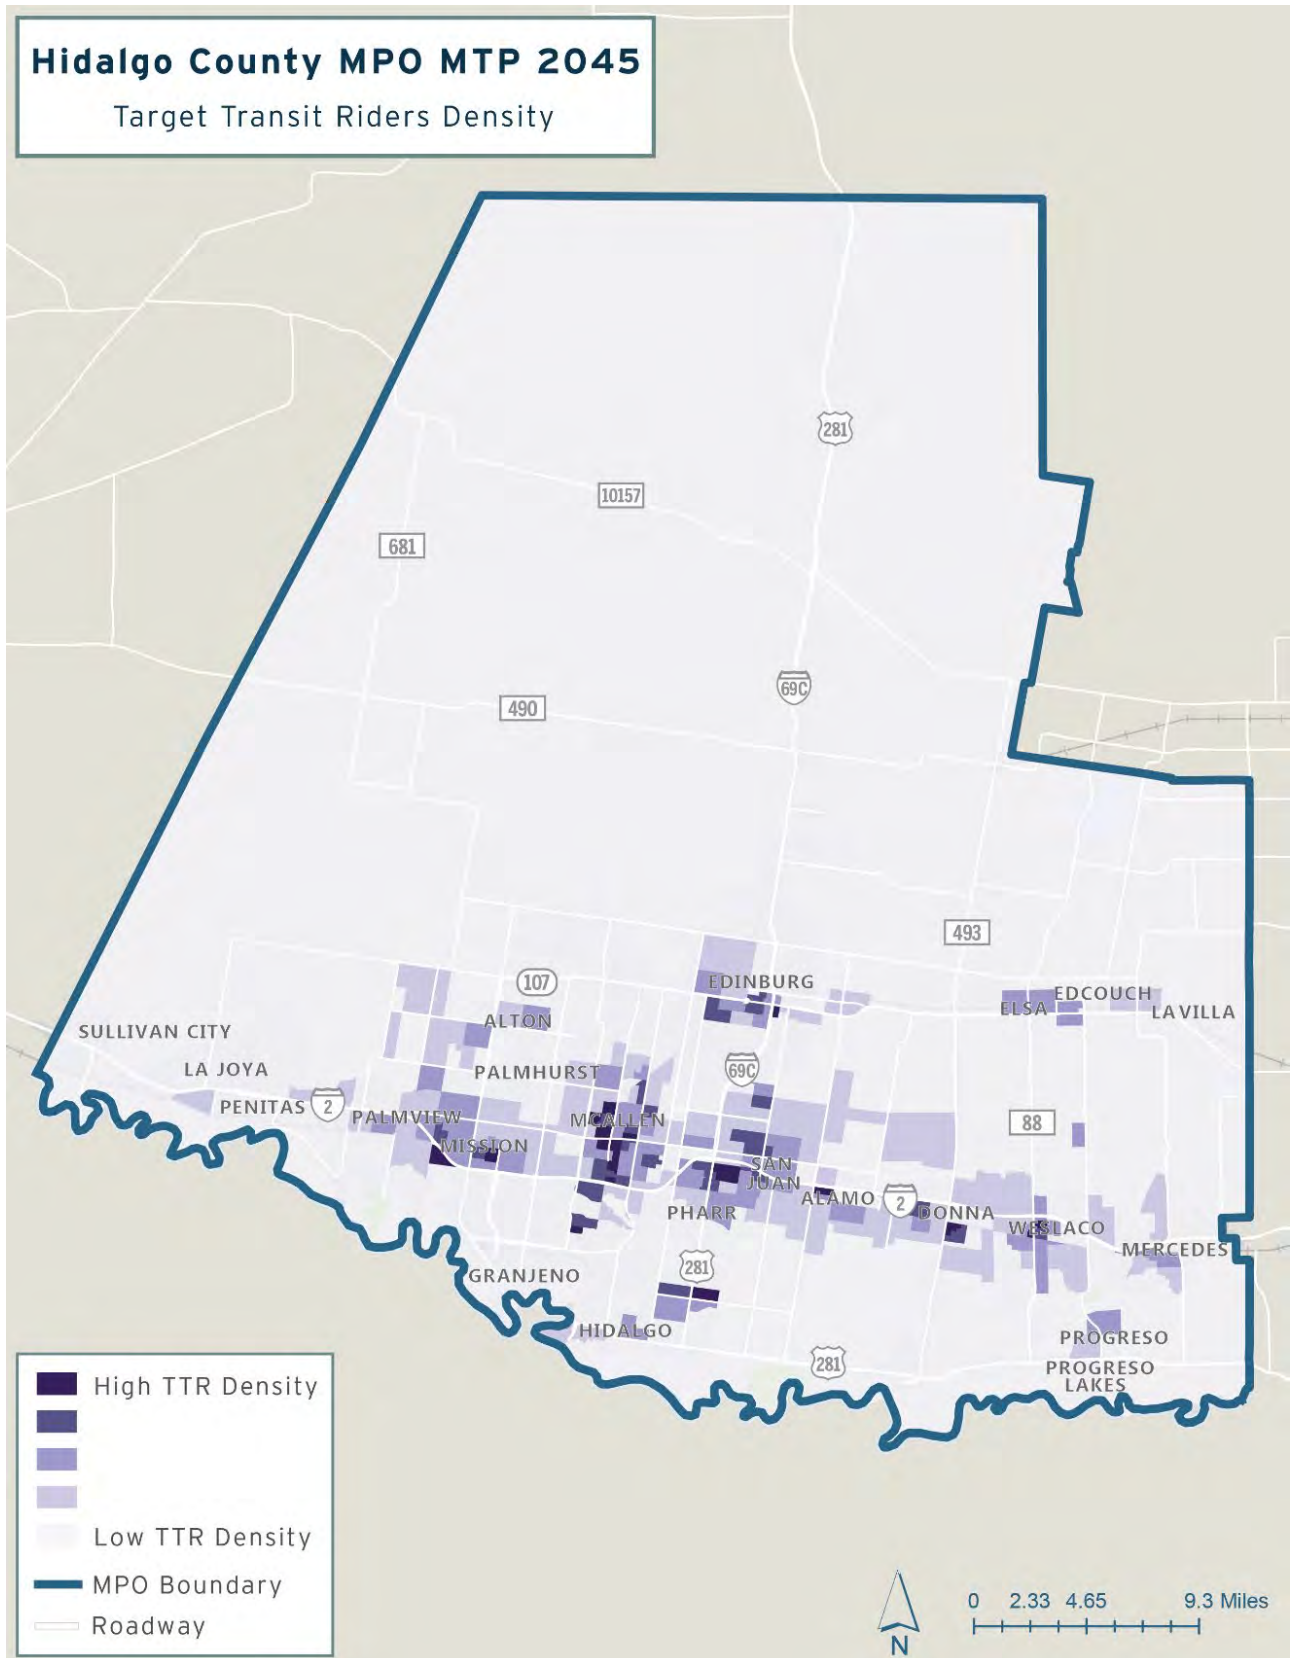 Hidalgo County MPO MTP 2045
Target Transit Riders Density
281
10157
681
69C
490
493
107
EDINBURG
EDCOUCH
ELSA
LA VILLA
ALTON
SULLIVAN CITY
LA JOYA
PALMHURST
69C
PENITAS
2
PALMVIEW
MCALLEN
88
MISSION
SAN
JUAN
ALAMO
2
DONNA
PHARR
WESLACO
MERCEDES
281
GRANJENO
HIDALGO
PROGRESO
281
PROGRESO
LAKES
High TTR Density
Low TTR Density
MPO Boundary
Roadway
N
0 2.33 4.65 9.3 Miles